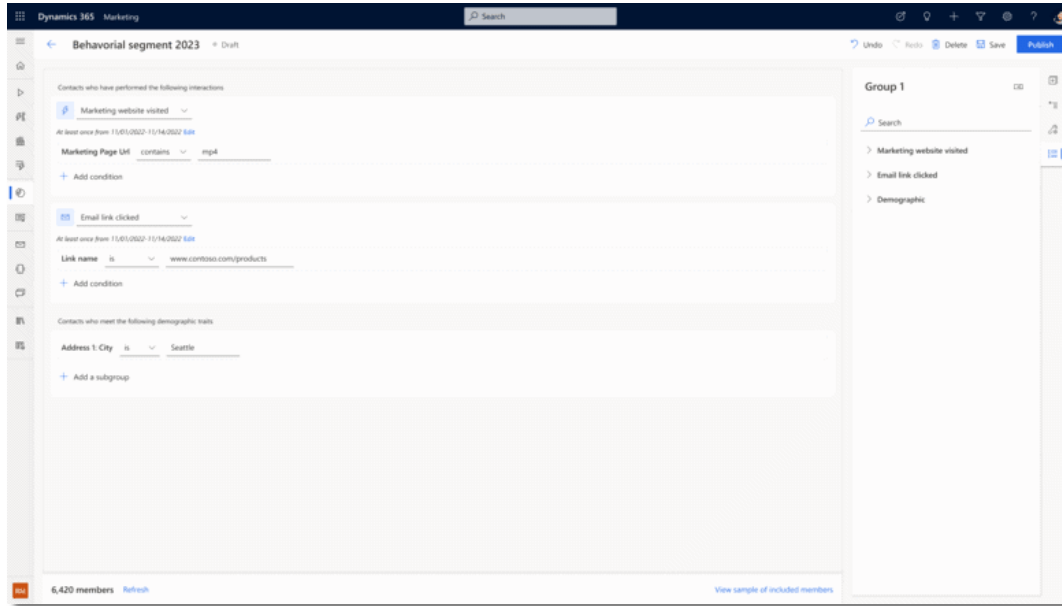 Dynamics 365 Marketing
Search
Behavorial segment 2023 Draft
Undo Redo Delete Save Publish
Contacts who have performed the following interactions
Marketing website visited
At least once from 11/01/2022-11/14/2022 Edit
Marketing Page Url contains mp4
+ Add condition
Email link clicked
At least once from 11/01/2022-11/14/2022 Edit
Link name is www.contoso.com/products
+ Add condition
Contacts who meet the following demographic traits
Address 1: City is Seattle
+ Add a subgroup
6,420 members Refresh
View sample of included members
Group 1
Search
Marketing website visited
Email link clicked
Demographic